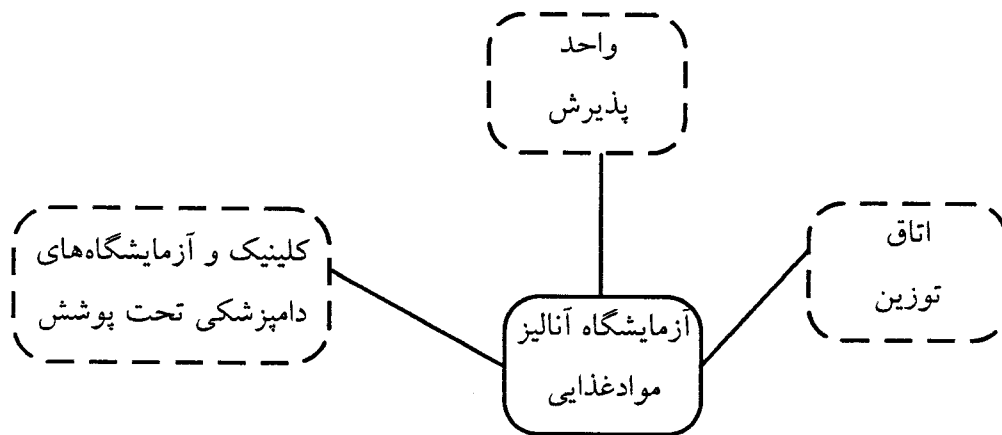 واحد
پذیرش
اتاق
توزین
کلینیک و آزمایشگاه‌های
دامپزشکی تحت پوشش
آزمایشگاه آنالیز
موادغذایی